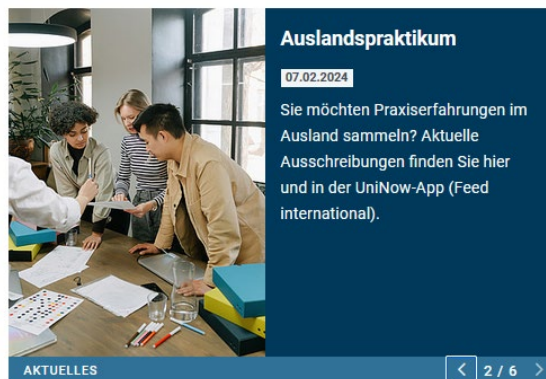 Auslandspraktikum
07.02.2024
Sie möchten Praxiserfahrungen im
Ausland sammeln? Aktuelle
Ausschreibungen finden Sie hier
und in der UniNow-App (Feed
international).
AKTUELLES
2 / 6